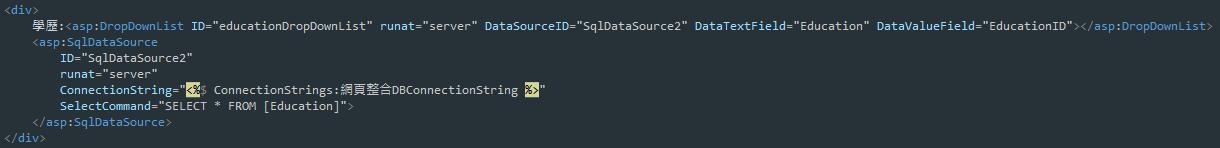 <div>
學歷:<asp:DropDownList ID="educationDropDownList" runat="server" DataSourceID="SqlDataSource2" DataTextField="Education" DataValueField="EducationID"></asp:DropDownList>
<asp:SqlDataSource
ID="SqlDataSource2"
runat="server"
ConnectionString="<%$ ConnectionStrings:網頁整合DBConnectionString %>"
SelectCommand="SELECT * FROM [Education]">
</asp:SqlDataSource>
</div>